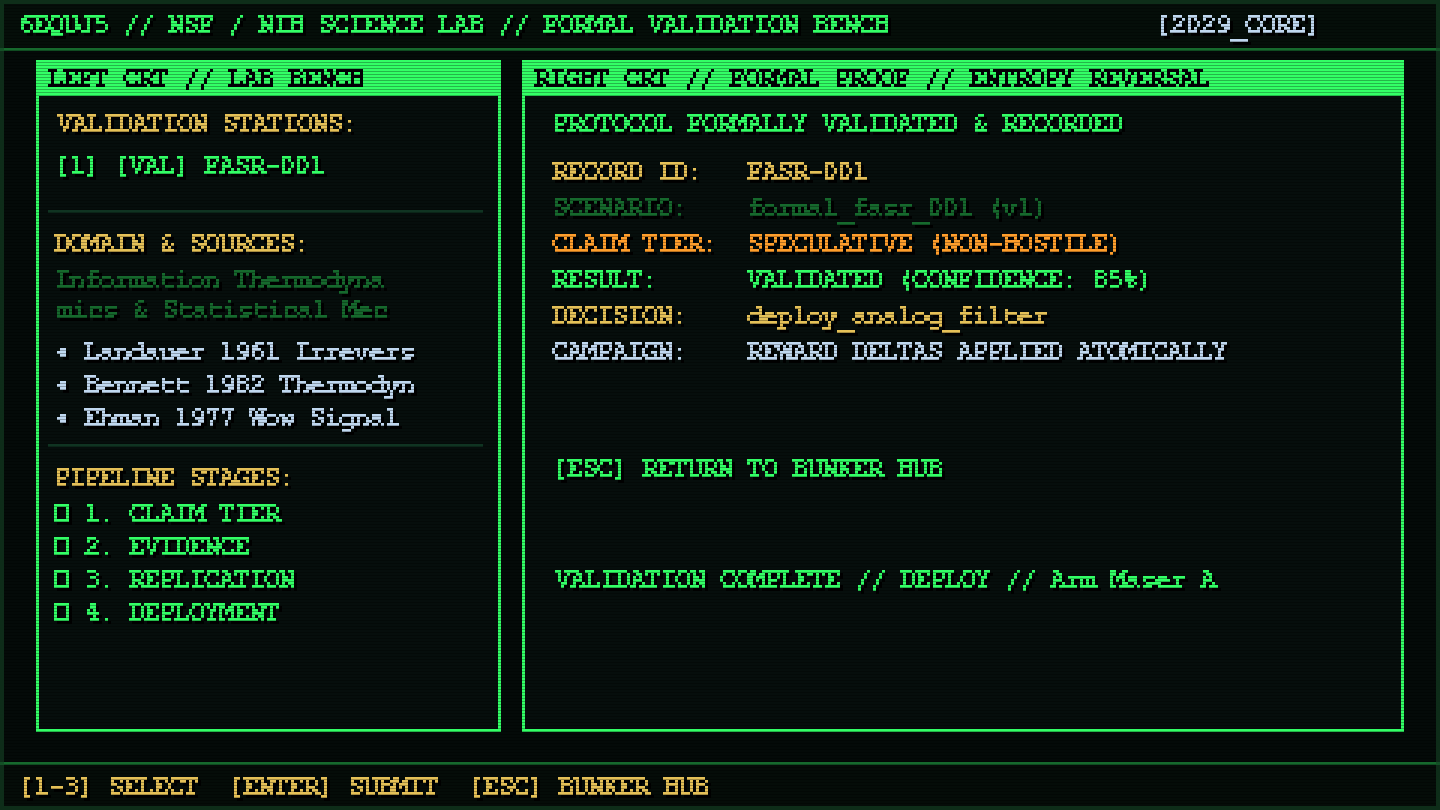 6EQUJ5 // NSF / NIH SCIENCE LAB // FORMAL VALIDATION BENCH
[2029_CORE]
LEFT CRT // LAB BENCH
VALIDATION STATIONS:
[1] [VAL] FASR-001
DOMAIN & SOURCES:
Information Thermodyna
mics & Statistical Mec
• Landauer 1961 Irrevers
• Bennett 1982 Thermodyn
• Ehman 1977 Wow Signal
PIPELINE STAGES:
□ 1. CLAIM TIER
□ 2. EVIDENCE
□ 3. REPLICATION
□ 4. DEPLOYMENT
RIGHT CRT // FORMAL PROOF // ENTROPY REVERSAL
PROTOCOL FORMALLY VALIDATED & RECORDED
RECORD ID: FASR-001
SCENARIO: formal_fasr_001 (v1)
CLAIM TIER: SPECULATIVE (NON-HOSTILE)
RESULT: VALIDATED (CONFIDENCE: 85%)
DECISION: deploy_analog_filter
CAMPAIGN: REWARD DELTAS APPLIED ATOMICALLY
[ESC] RETURN TO BUNKER HUB
VALIDATION COMPLETE // DEPLOY // Arm Maser A
[1-3] SELECT [ENTER] SUBMIT [ESC] BUNKER HUB